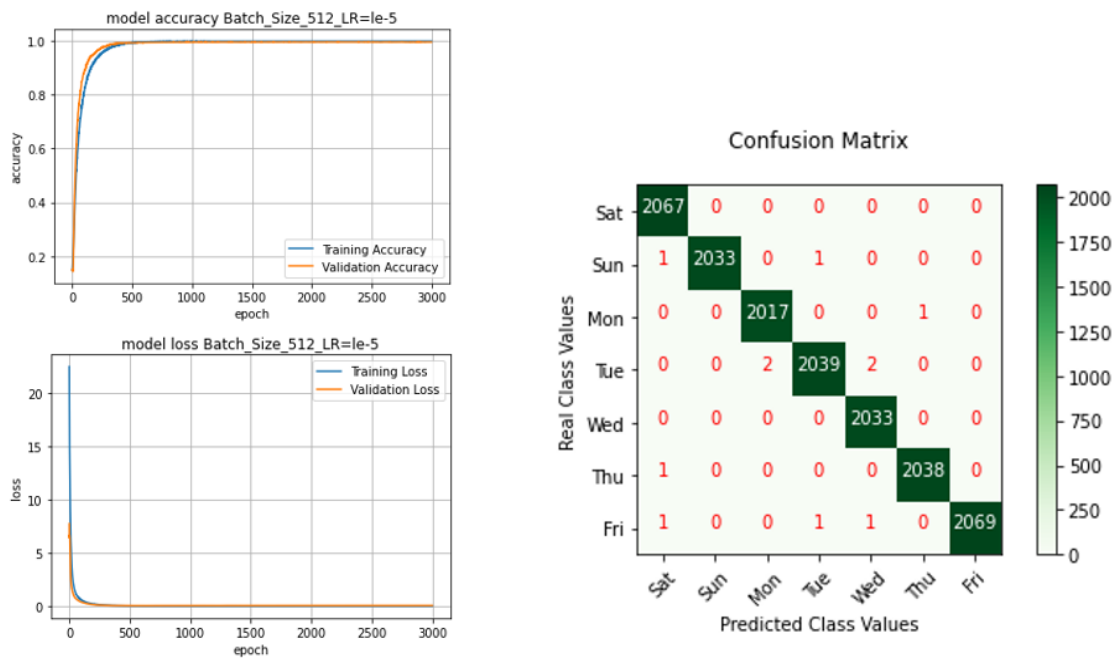 model accuracy Batch_Size_512_LR=le-5
1.0
0.8
0.6
0.4
0.2
accuracy
Training Accuracy
Validation Accuracy
0 500 1000 1500 2000 2500 3000
epoch
model loss Batch_Size_512_LR=le-5
20
15
10
5
0
loss
Training Loss
Validation Loss
0 500 1000 1500 2000 2500 3000
epoch
Confusion Matrix
Real Class Values
Sat 2067 0 0 0 0 0 0
Sun 1 2033 0 1 0 0 0
Mon 0 0 2017 0 0 1 0
Tue 0 0 2 2039 2 0 0
Wed 0 0 0 0 2033 0 0
Thu 1 0 0 0 0 2038 0
Fri 1 0 0 1 1 0 2069
Sat Sun Mon Tue Wed Thu Fri
Predicted Class Values
2000
1750
1500
1250
1000
750
500
250
0